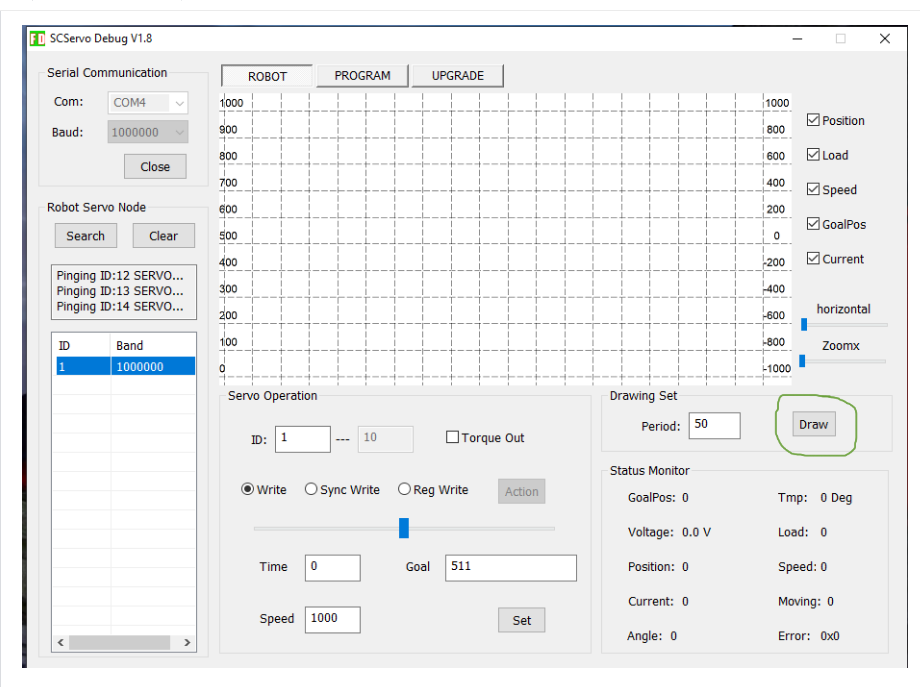 FD SCServo Debug V1.8
Serial Communication
Com: COM4
Baud: 1000000
Close
Robot Servo Node
Search Clear
Pinging ID:12 SERVO...
Pinging ID:13 SERVO...
Pinging ID:14 SERVO...
ID Band
1 1000000
ROBOT PROGRAM UPGRADE
1000 1000
900 800
800 600
700 400
600 200
500 0
400 -200
300 -400
200 -600
100 -800
0 -1000
Position
Load
Speed
GoalPos
Current
horizontal
Zoomx
Servo Operation
ID: 1 --- 10 Torque Out
Write Sync Write Reg Write Action
Time 0 Goal 511
Speed 1000 Set
Drawing Set
Period: 50 Draw
Status Monitor
GoalPos: 0 Tmp: 0 Deg
Voltage: 0.0 V Load: 0
Position: 0 Speed: 0
Current: 0 Moving: 0
Angle: 0 Error: 0x0